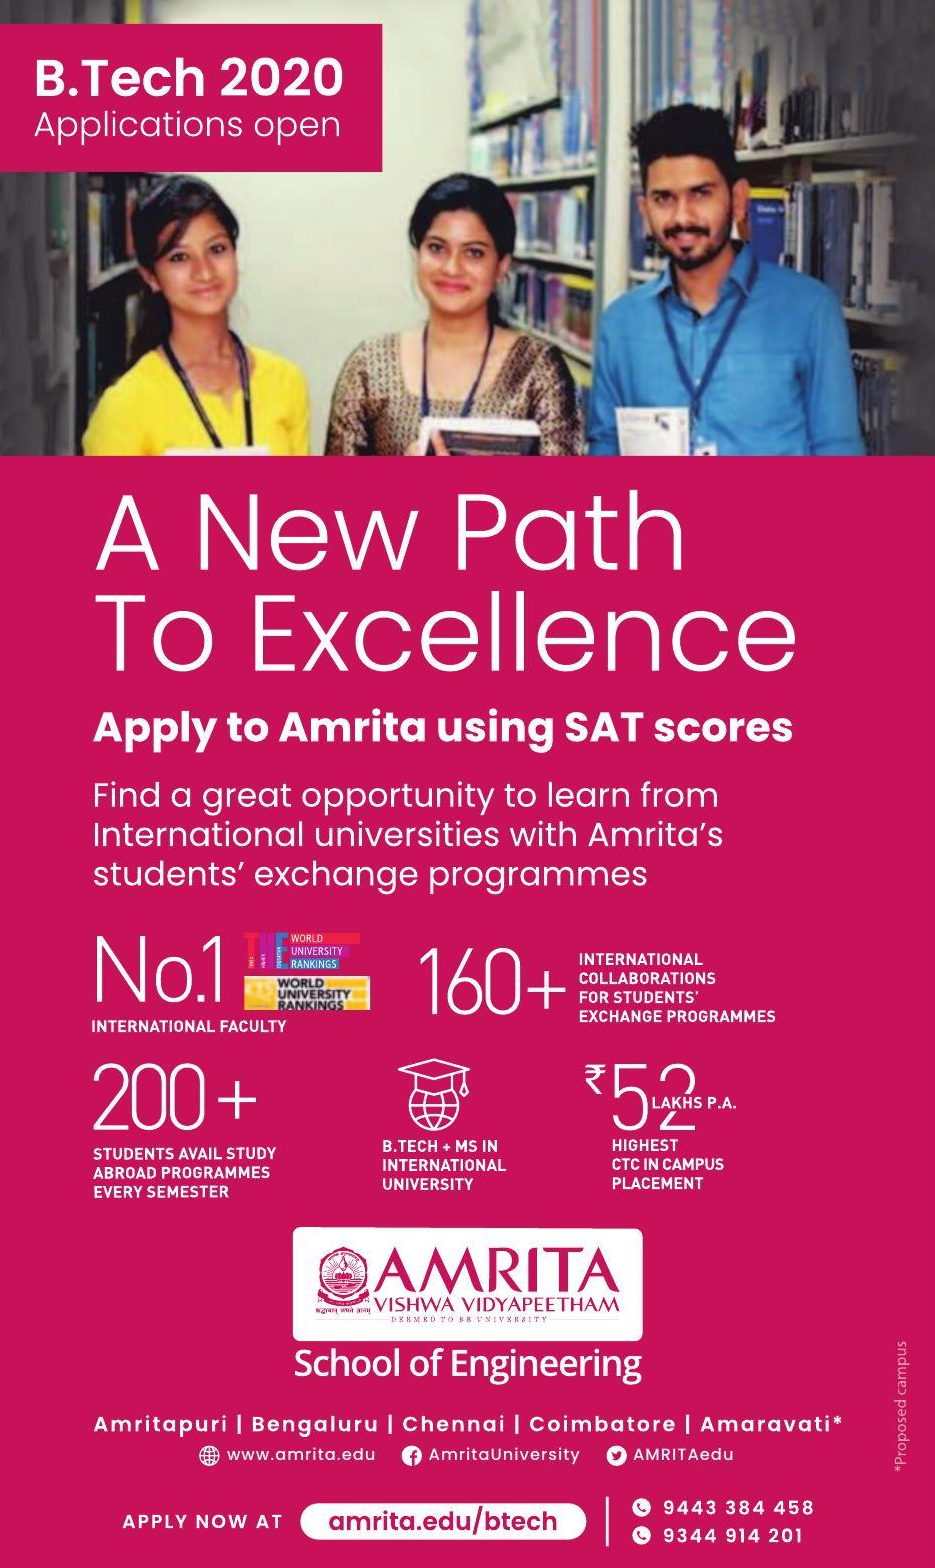 B.Tech 2020
Applications open
A New Path
To Excellence
Apply to Amrita using SAT scores
Find a great opportunity to learn from
International universities with Amrita's
students' exchange programmes
No.1
WORLD
UNIVERSITY
RANKINGS
WORLD
UNIVERSITY
RANKINGS
INTERNATIONAL FACULTY
160+
INTERNATIONAL
COLLABORATIONS
FOR STUDENTS'
EXCHANGE PROGRAMMES
200+
STUDENTS AVAIL STUDY
ABROAD PROGRAMMES
EVERY SEMESTER
B.TECH + MS IN
INTERNATIONAL
UNIVERSITY
₹52
LAKHS P.A.
HIGHEST
CTC IN CAMPUS
PLACEMENT
AMRITA
VISHWA VIDYAPEETHAM
DEEMED TO BE UNIVERSITY
School of Engineering
Amritapuri | Bengaluru | Chennai | Coimbatore | Amaravati*
www.amrita.edu AmritaUniversity AMRITAedu
*Proposed campus
APPLY NOW AT amrita.edu/btech
9443 384 458
9344 914 201